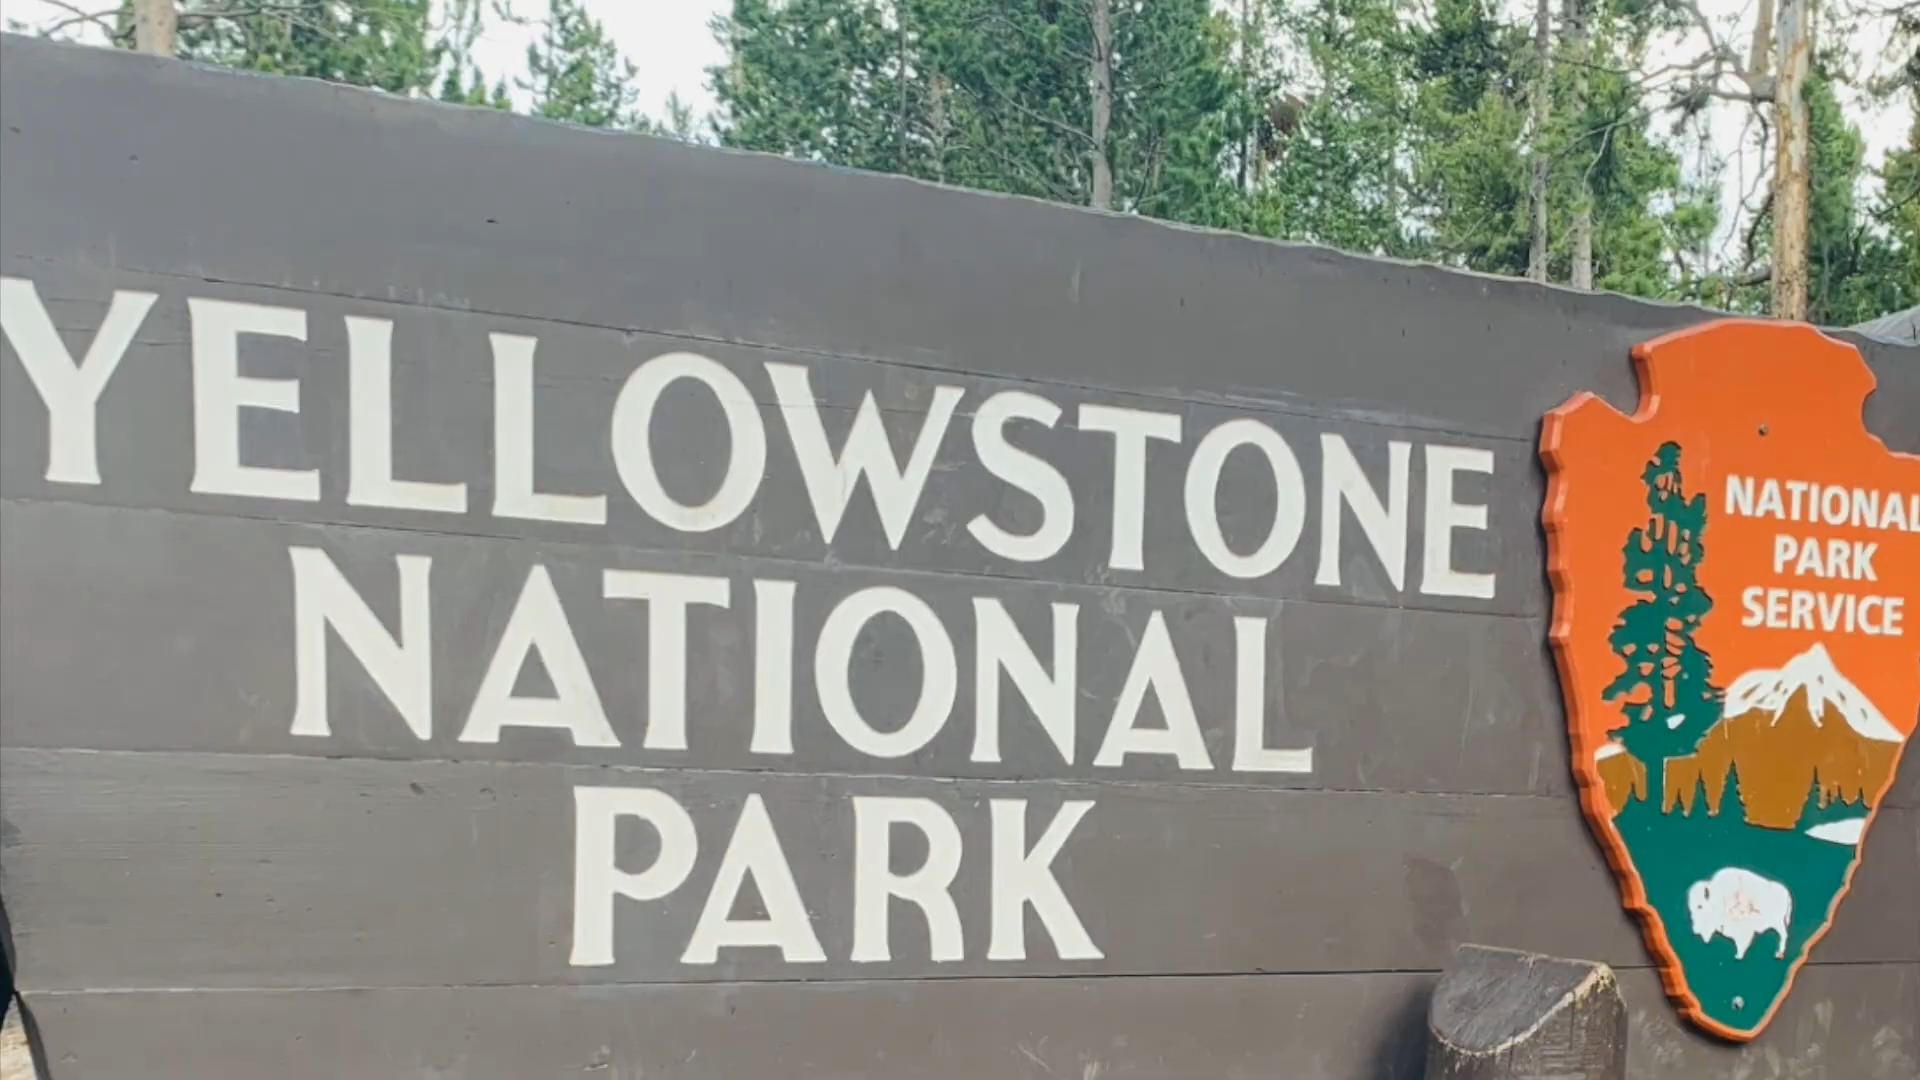 YELLOWSTONE
NATIONAL
PARK
NATIONAL
PARK
SERVICE